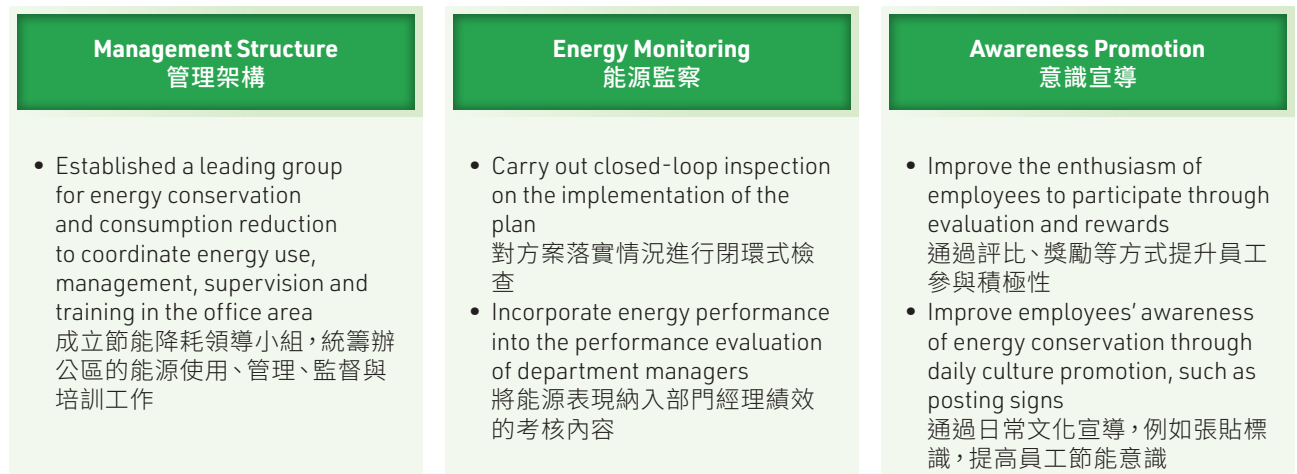 Management Structure
管理架構
• Established a leading group
for energy conservation
and consumption reduction
to coordinate energy use,
management, supervision and
training in the office area
成立節能降耗領導小組，統籌辦
公區的能源使用、管理、監督與
培訓工作
Energy Monitoring
能源監察
• Carry out closed-loop inspection
on the implementation of the
plan
對方案落實情況進行閉環式檢
查
• Incorporate energy performance
into the performance evaluation
of department managers
將能源表現納入部門經理績效
的考核內容
Awareness Promotion
意識宣導
• Improve the enthusiasm of
employees to participate through
evaluation and rewards
通過評比、獎勵等方式提升員工
參與積極性
• Improve employees’ awareness
of energy conservation through
daily culture promotion, such as
posting signs
通過日常文化宣導，例如張貼標
識，提高員工節能意識